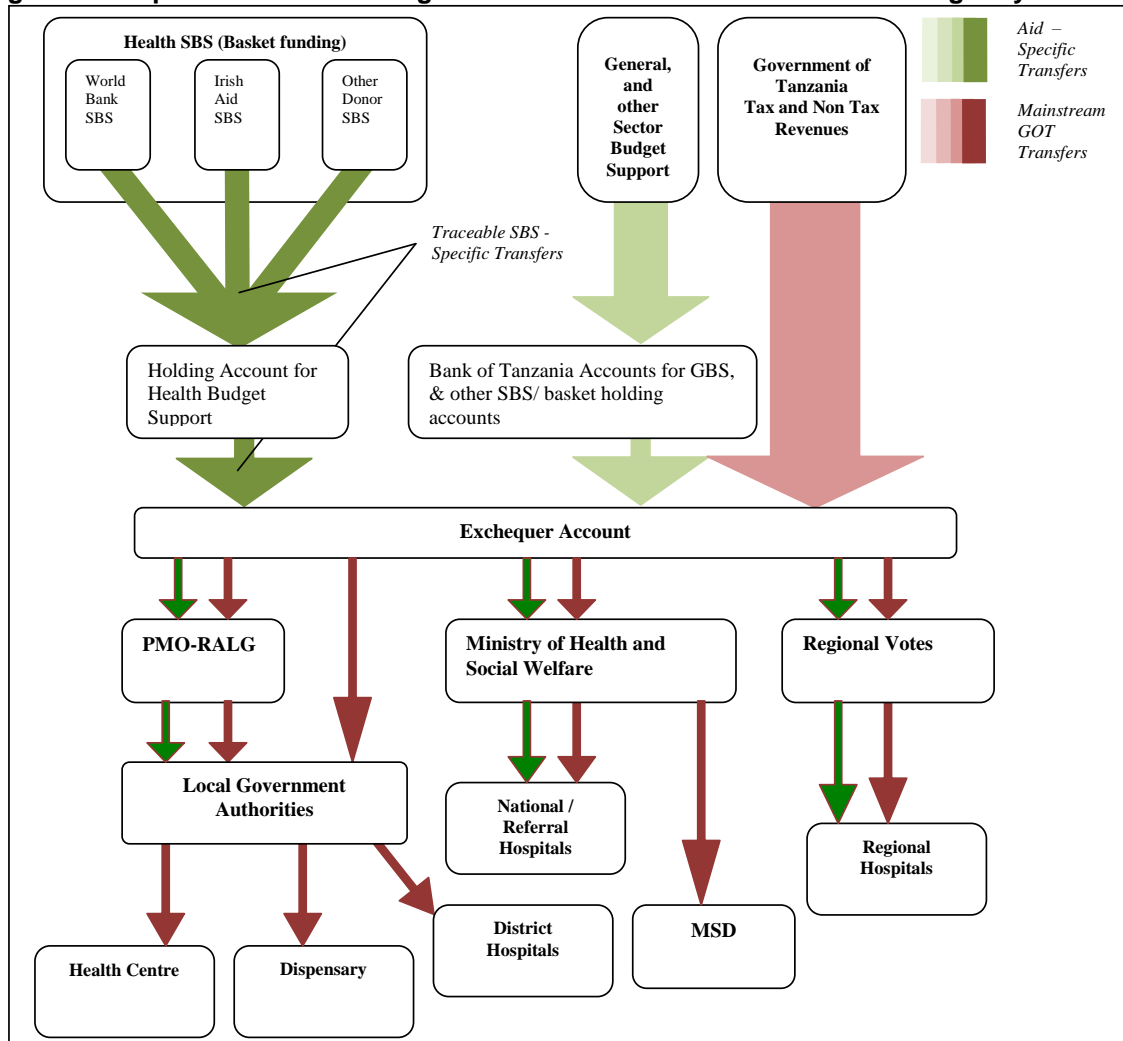 Health SBS (Basket funding)
World
Bank
SBS
Irish
Aid
SBS
Other
Donor
SBS
General,
and
other
Sector
Budget
Support
Government of
Tanzania
Tax and Non Tax
Revenues
Aid –
Specific
Transfers
Mainstream
GOT
Transfers
Traceable SBS -
Specific Transfers
Holding Account for
Health Budget
Support
Bank of Tanzania Accounts for GBS,
& other SBS/ basket holding
accounts
Exchequer Account
PMO-RALG
Ministry of Health and
Social Welfare
Regional Votes
Local Government
Authorities
National /
Referral
Hospitals
Regional
Hospitals
District
Hospitals
MSD
Health Centre
Dispensary